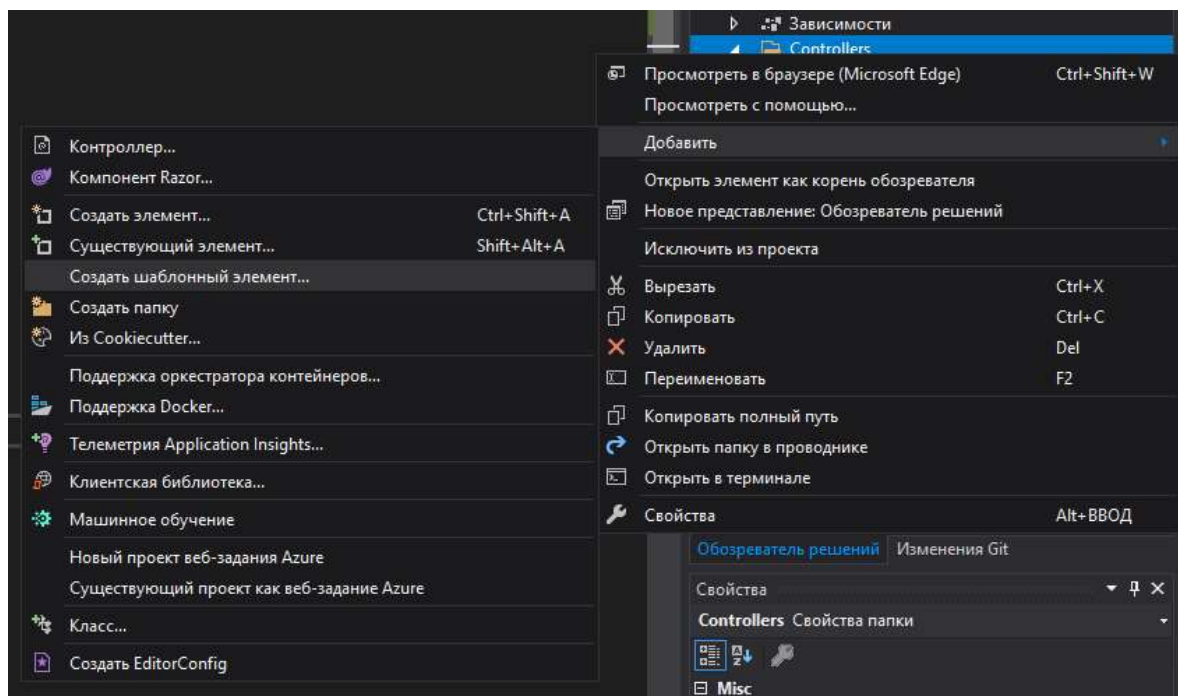 Зависимости
Controllers
Просмотреть в браузере (Microsoft Edge) Ctrl+Shift+W
Просмотреть с помощью...
Добавить
Открыть элемент как корень обозревателя
Новое представление: Обозреватель решений
Исключить из проекта
Вырезать Ctrl+X
Копировать Ctrl+C
Удалить Del
Переименовать F2
Копировать полный путь
Открыть папку в проводнике
Открыть в терминале
Свойства Alt+ВВОД
Контроллер...
Компонент Razor...
Создать элемент... Ctrl+Shift+A
Существующий элемент... Shift+Alt+A
Создать шаблонный элемент...
Создать папку
Из Cookiecutter...
Поддержка оркестратора контейнеров...
Поддержка Docker...
Телеметрия Application Insights...
Клиентская библиотека...
Машинное обучение
Новый проект веб-задания Azure
Существующий проект как веб-задание Azure
Класс...
Создать EditorConfig
Обозреватель решений Изменения Git
Свойства
Controllers Свойства папки
Misc